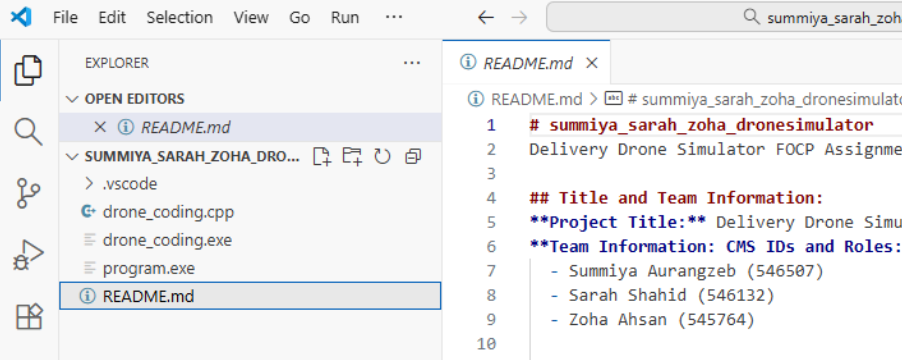 File Edit Selection View Go Run ···
summiya_sarah_zoh
EXPLORER ···
OPEN EDITORS
README.md
SUMMIYA_SARAH_ZOHA_DRO...
.vscode
drone_coding.cpp
drone_coding.exe
program.exe
README.md
README.md
README.md > # summiya_sarah_zoha_dronesimulato
1 # summiya_sarah_zoha_dronesimulator
2 Delivery Drone Simulator FOCP Assignme
3
4 ## Title and Team Information:
5 **Project Title:** Delivery Drone Simu
6 **Team Information: CMS IDs and Roles:
7 - Summiya Aurangzeb (546507)
8 - Sarah Shahid (546132)
9 - Zoha Ahsan (545764)
10